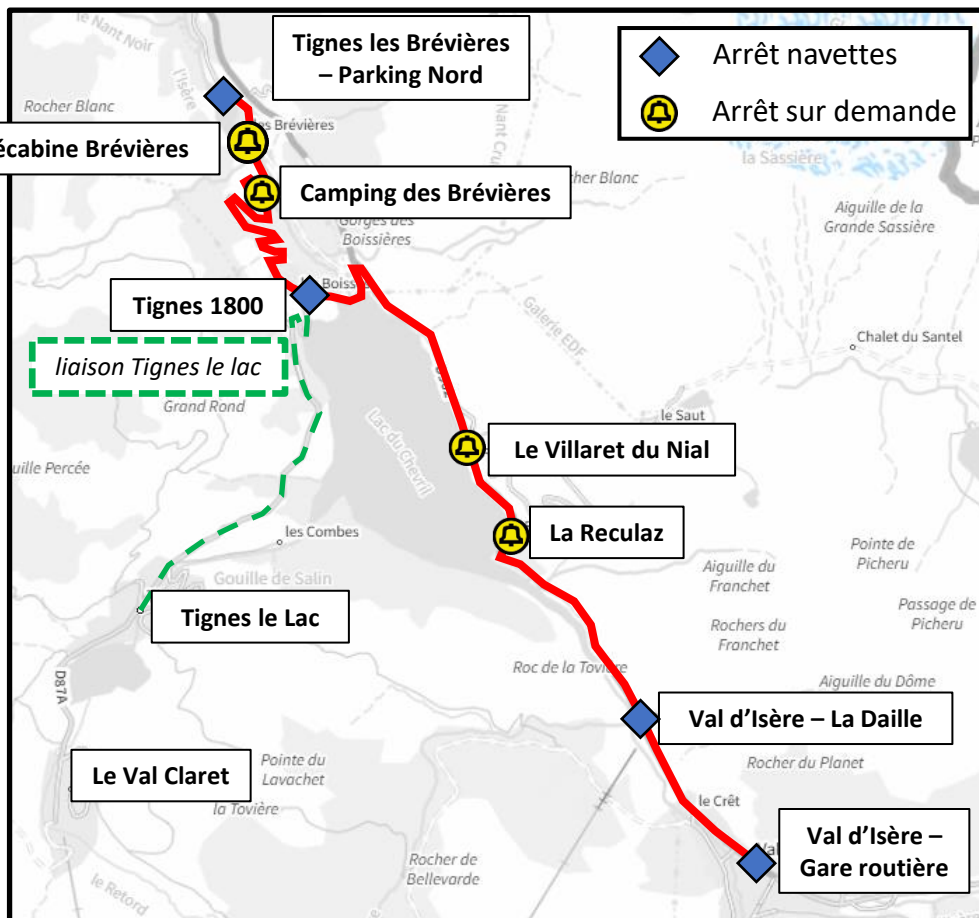 le Nant Noir
Tignes les Brévières
– Parking Nord
Arrêt navettes
Arrêt sur demande
l'Isère
Rocher Blanc
les Brévières
écabine Brévières
Nant Cru
la Sassière
Camping des Brévières
cher Blanc
Gorges des
Boissières
Aiguille de la
Grande Sassière
Boiss
Tignes 1800
Galerie EDF
liaison Tignes le lac
Chalet du Santel
Grand Rond
D902
Lac du Chevril
le Saut
Le Villaret du Nial
uille Percée
les Combes
La Reculaz
Pointe de
Picheru
Gouille de Salin
Aiguille du
Franchet
Tignes le Lac
Passage de
Picheru
Rochers du
Franchet
Roc de la Tovière
D87A
Aiguille du Dôme
Val d'Isère – La Daille
Le Val Claret
Pointe du
Lavachet
Rocher du Planet
la Tovière
le Crêt
Val d'Isère –
Gare routière
Val
Rocher de
Bellevarde
le Retord